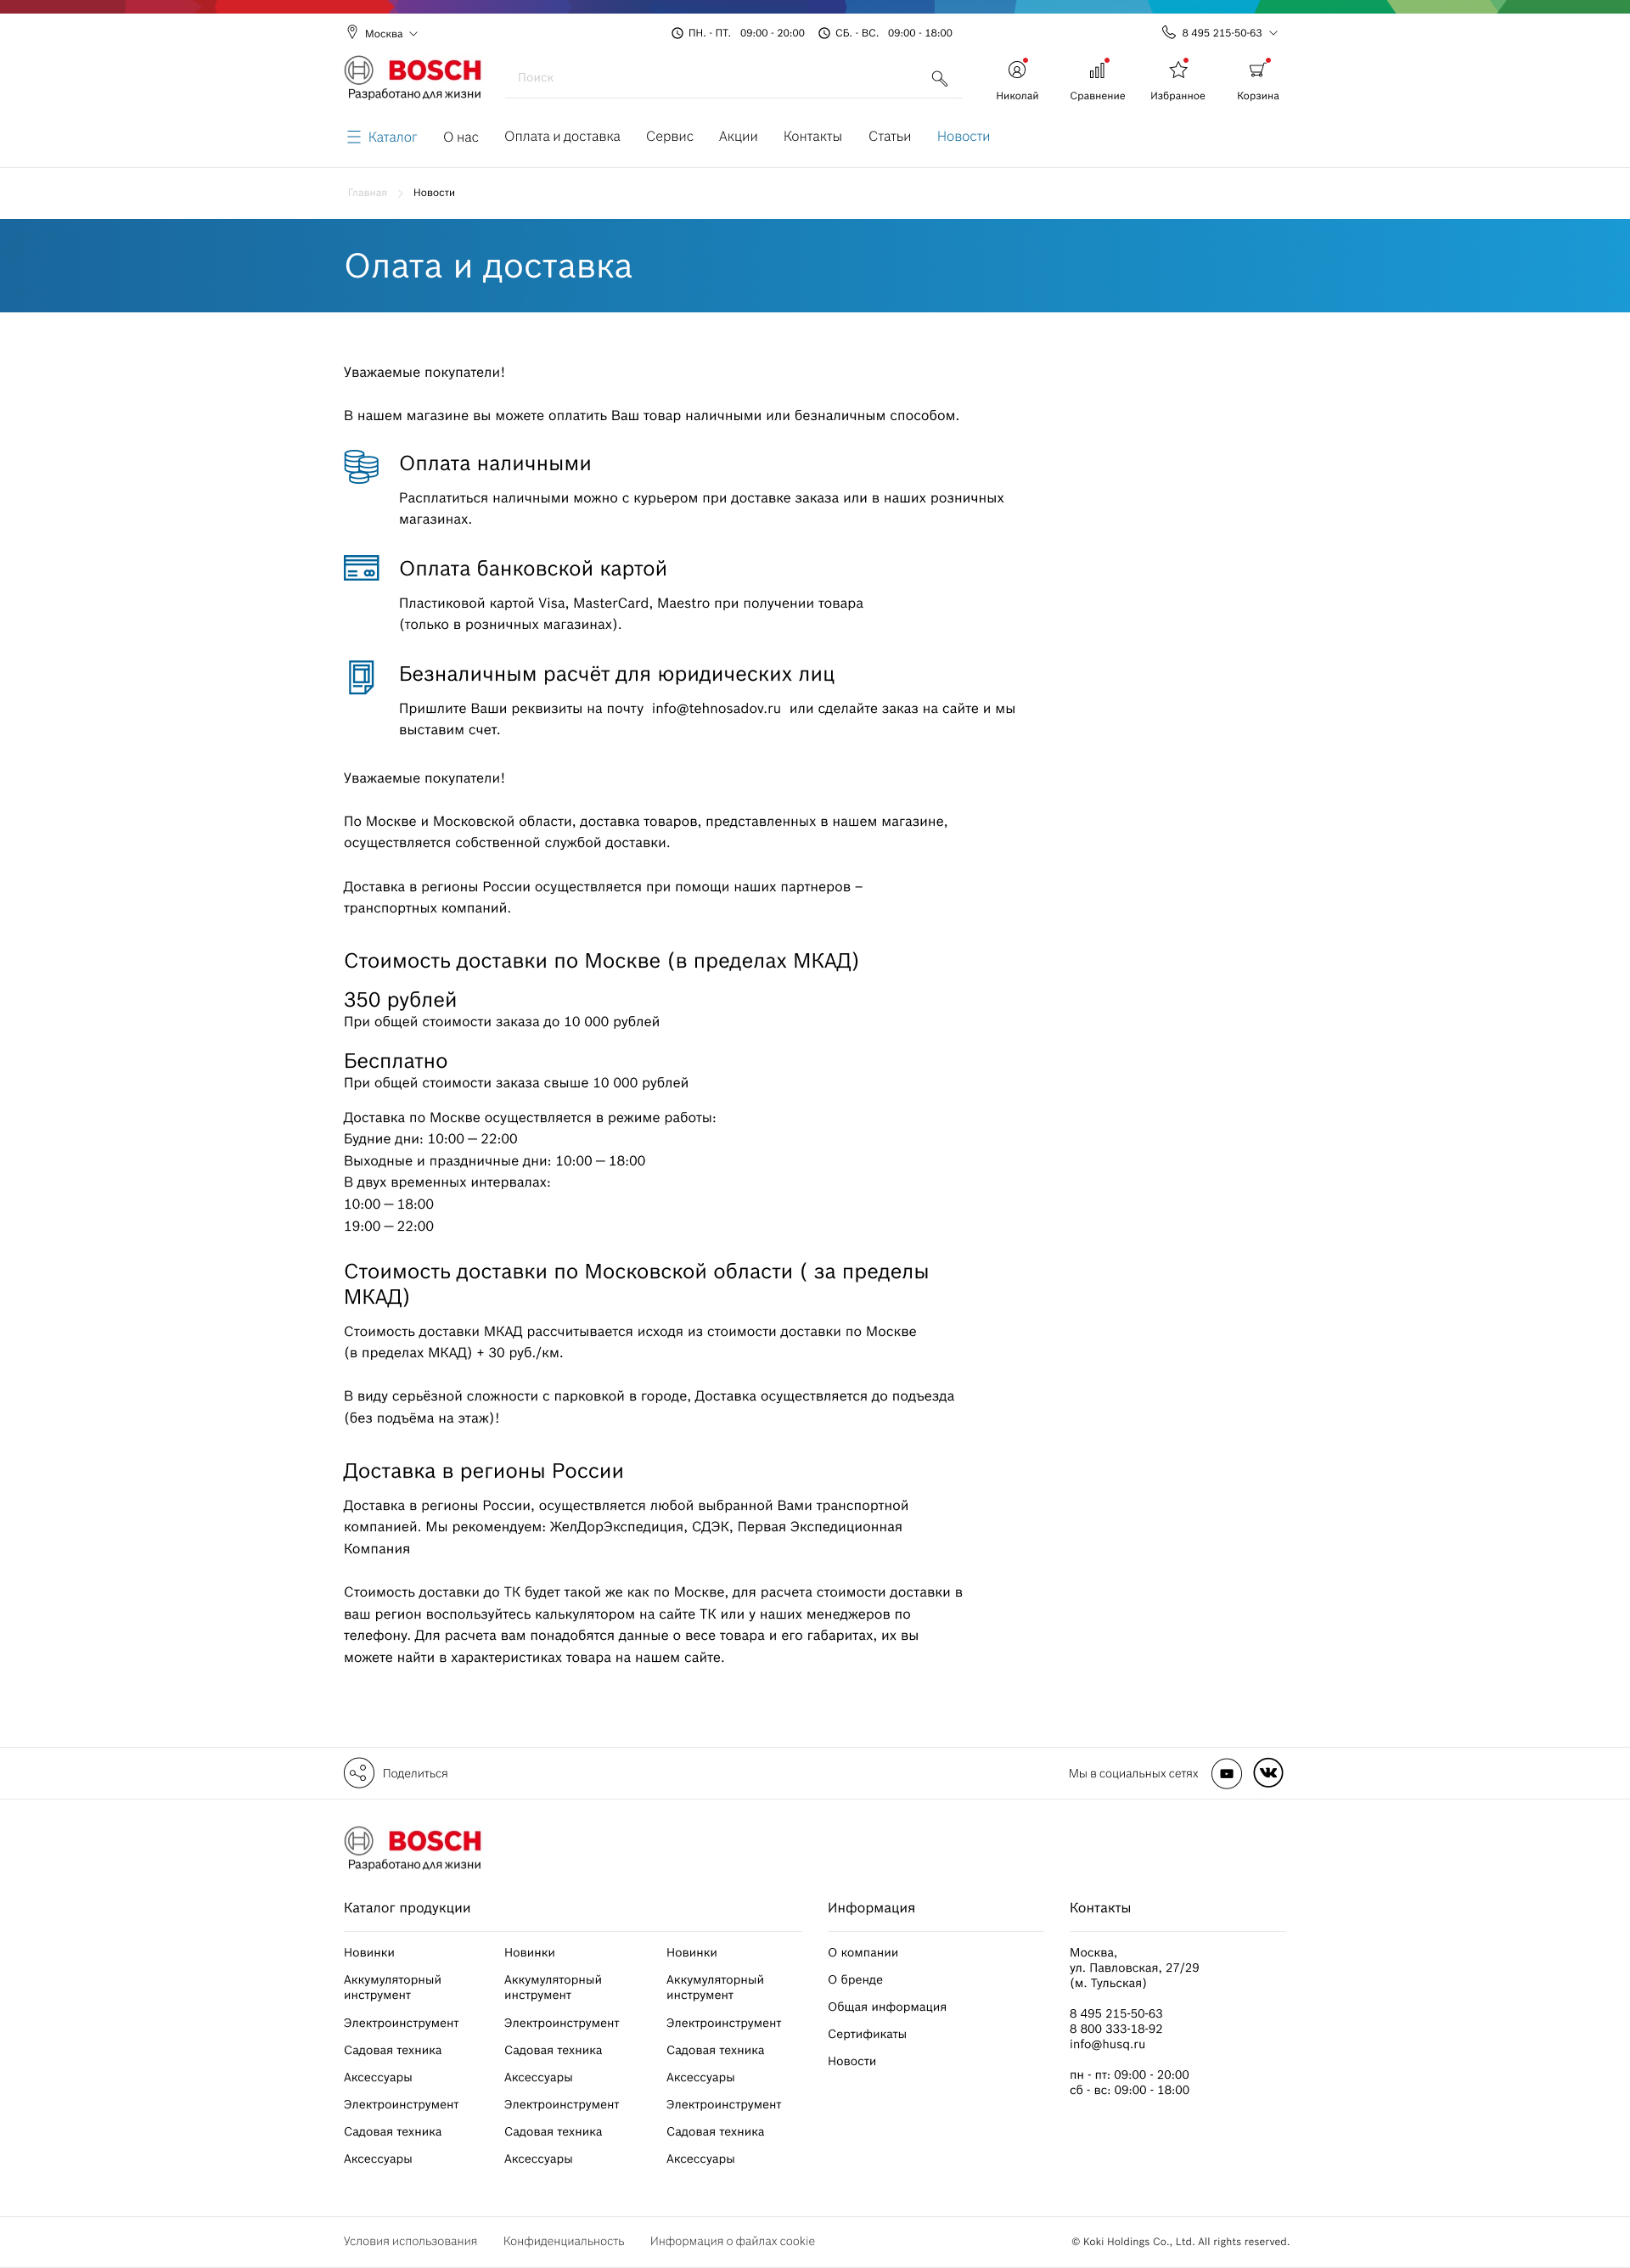 Москва
ПН. - ПТ. 09:00 - 20:00 СБ. - ВС. 09:00 - 18:00
8 495 215-50-63
BOSCH
Разработано для жизни
Поиск
Николай Сравнение Избранное Корзина
Каталог О нас Оплата и доставка Сервис Акции Контакты Статьи Новости
Главная Новости
Олата и доставка
Уважаемые покупатели!
В нашем магазине вы можете оплатить Ваш товар наличными или безналичным способом.
Оплата наличными
Расплатиться наличными можно с курьером при доставке заказа или в наших розничных
магазинах.
Оплата банковской картой
Пластиковой картой Visa, MasterCard, Maestro при получении товара
(только в розничных магазинах).
Безналичным расчёт для юридических лиц
Пришлите Ваши реквизиты на почту info@tehnosadov.ru или сделайте заказ на сайте и мы
выставим счет.
Уважаемые покупатели!
По Москве и Московской области, доставка товаров, представленных в нашем магазине,
осуществляется собственной службой доставки.
Доставка в регионы России осуществляется при помощи наших партнеров –
транспортных компаний.
Стоимость доставки по Москве (в пределах МКАД)
350 рублей
При общей стоимости заказа до 10 000 рублей
Бесплатно
При общей стоимости заказа свыше 10 000 рублей
Доставка по Москве осуществляется в режиме работы:
Будние дни: 10:00 — 22:00
Выходные и праздничные дни: 10:00 — 18:00
В двух временных интервалах:
10:00 — 18:00
19:00 — 22:00
Стоимость доставки по Московской области ( за пределы
МКАД)
Стоимость доставки МКАД рассчитывается исходя из стоимости доставки по Москве
(в пределах МКАД) + 30 руб./км.
В виду серьёзной сложности с парковкой в городе, Доставка осуществляется до подъезда
(без подъёма на этаж)!
Доставка в регионы России
Доставка в регионы России, осуществляется любой выбранной Вами транспортной
компанией. Мы рекомендуем: ЖелДорЭкспедиция, СДЭК, Первая Экспедиционная
Компания
Стоимость доставки до ТК будет такой же как по Москве, для расчета стоимости доставки в
ваш регион воспользуйтесь калькулятором на сайте ТК или у наших менеджеров по
телефону. Для расчета вам понадобятся данные о весе товара и его габаритах, их вы
можете найти в характеристиках товара на нашем сайте.
Поделиться
Мы в социальных сетях
BOSCH
Разработано для жизни
Каталог продукции
Новинки
Аккумуляторный
инструмент
Электроинструмент
Садовая техника
Аксессуары
Электроинструмент
Садовая техника
Аксессуары
Новинки
Аккумуляторный
инструмент
Электроинструмент
Садовая техника
Аксессуары
Электроинструмент
Садовая техника
Аксессуары
Новинки
Аккумуляторный
инструмент
Электроинструмент
Садовая техника
Аксессуары
Электроинструмент
Садовая техника
Аксессуары
Информация
О компании
О бренде
Общая информация
Сертификаты
Новости
Контакты
Москва,
ул. Павловская, 27/29
(м. Тульская)
8 495 215-50-63
8 800 333-18-92
info@husq.ru
пн - пт: 09:00 - 20:00
сб - вс: 09:00 - 18:00
Условия использования Конфиденциальность Информация о файлах cookie
© Koki Holdings Co., Ltd. All rights reserved.